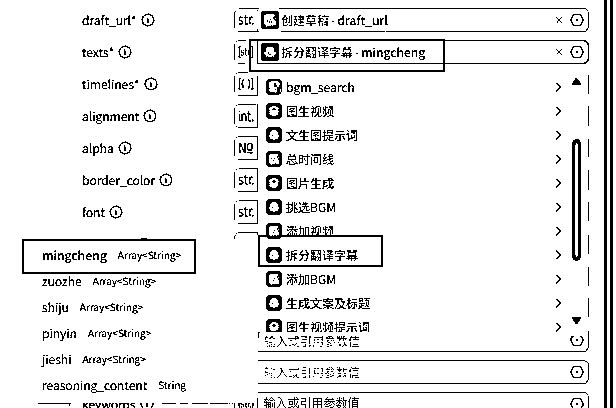 draft_url* str. 创建草稿 - draft_url
texts* [str 拆分翻译字幕 - mingcheng
timelines* [()]
bgm_search
图生视频
alignment int.
文生图提示词
alpha NO
总时间线
border_color str.
图片生成
font str.
挑选BGM
添加视频
mingcheng Array<String>
拆分翻译字幕
zuozhe Array<String>
添加BGM
shiju Array<String>
生成文案及标题
pinyin Array<String>
图生视频提示词
输入或引用参数值
jieshi Array<String>
输入或引用参数值
reasoning_content String
keywords
输入或引用参数值